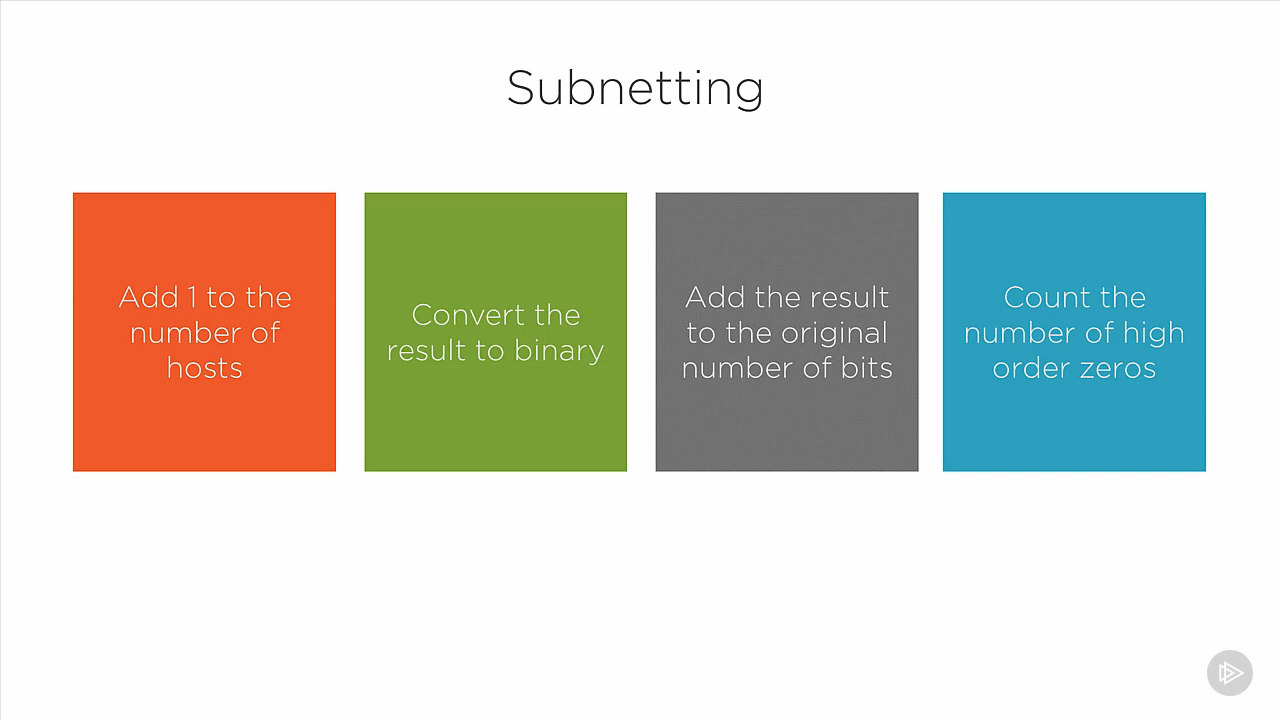 Subnetting
Add 1 to the
number of
hosts
Convert the
result to binary
Add the result
to the original
number of bits
Count the
number of high
order zeros